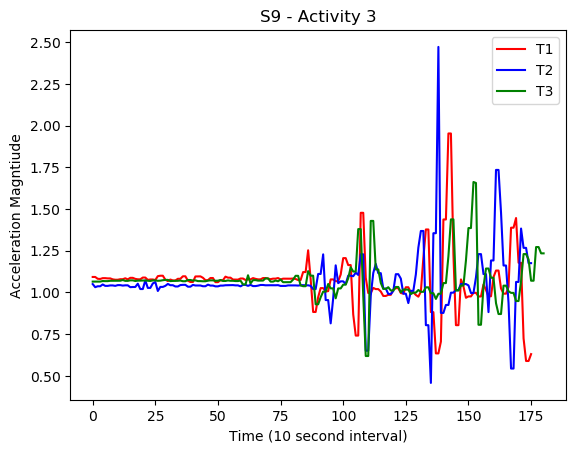 S9 - Activity 3
T1
T2
T3
Acceleration Magntiude
2.50
2.25
2.00
1.75
1.50
1.25
1.00
0.75
0.50
0 25 50 75 100 125 150 175
Time (10 second interval)